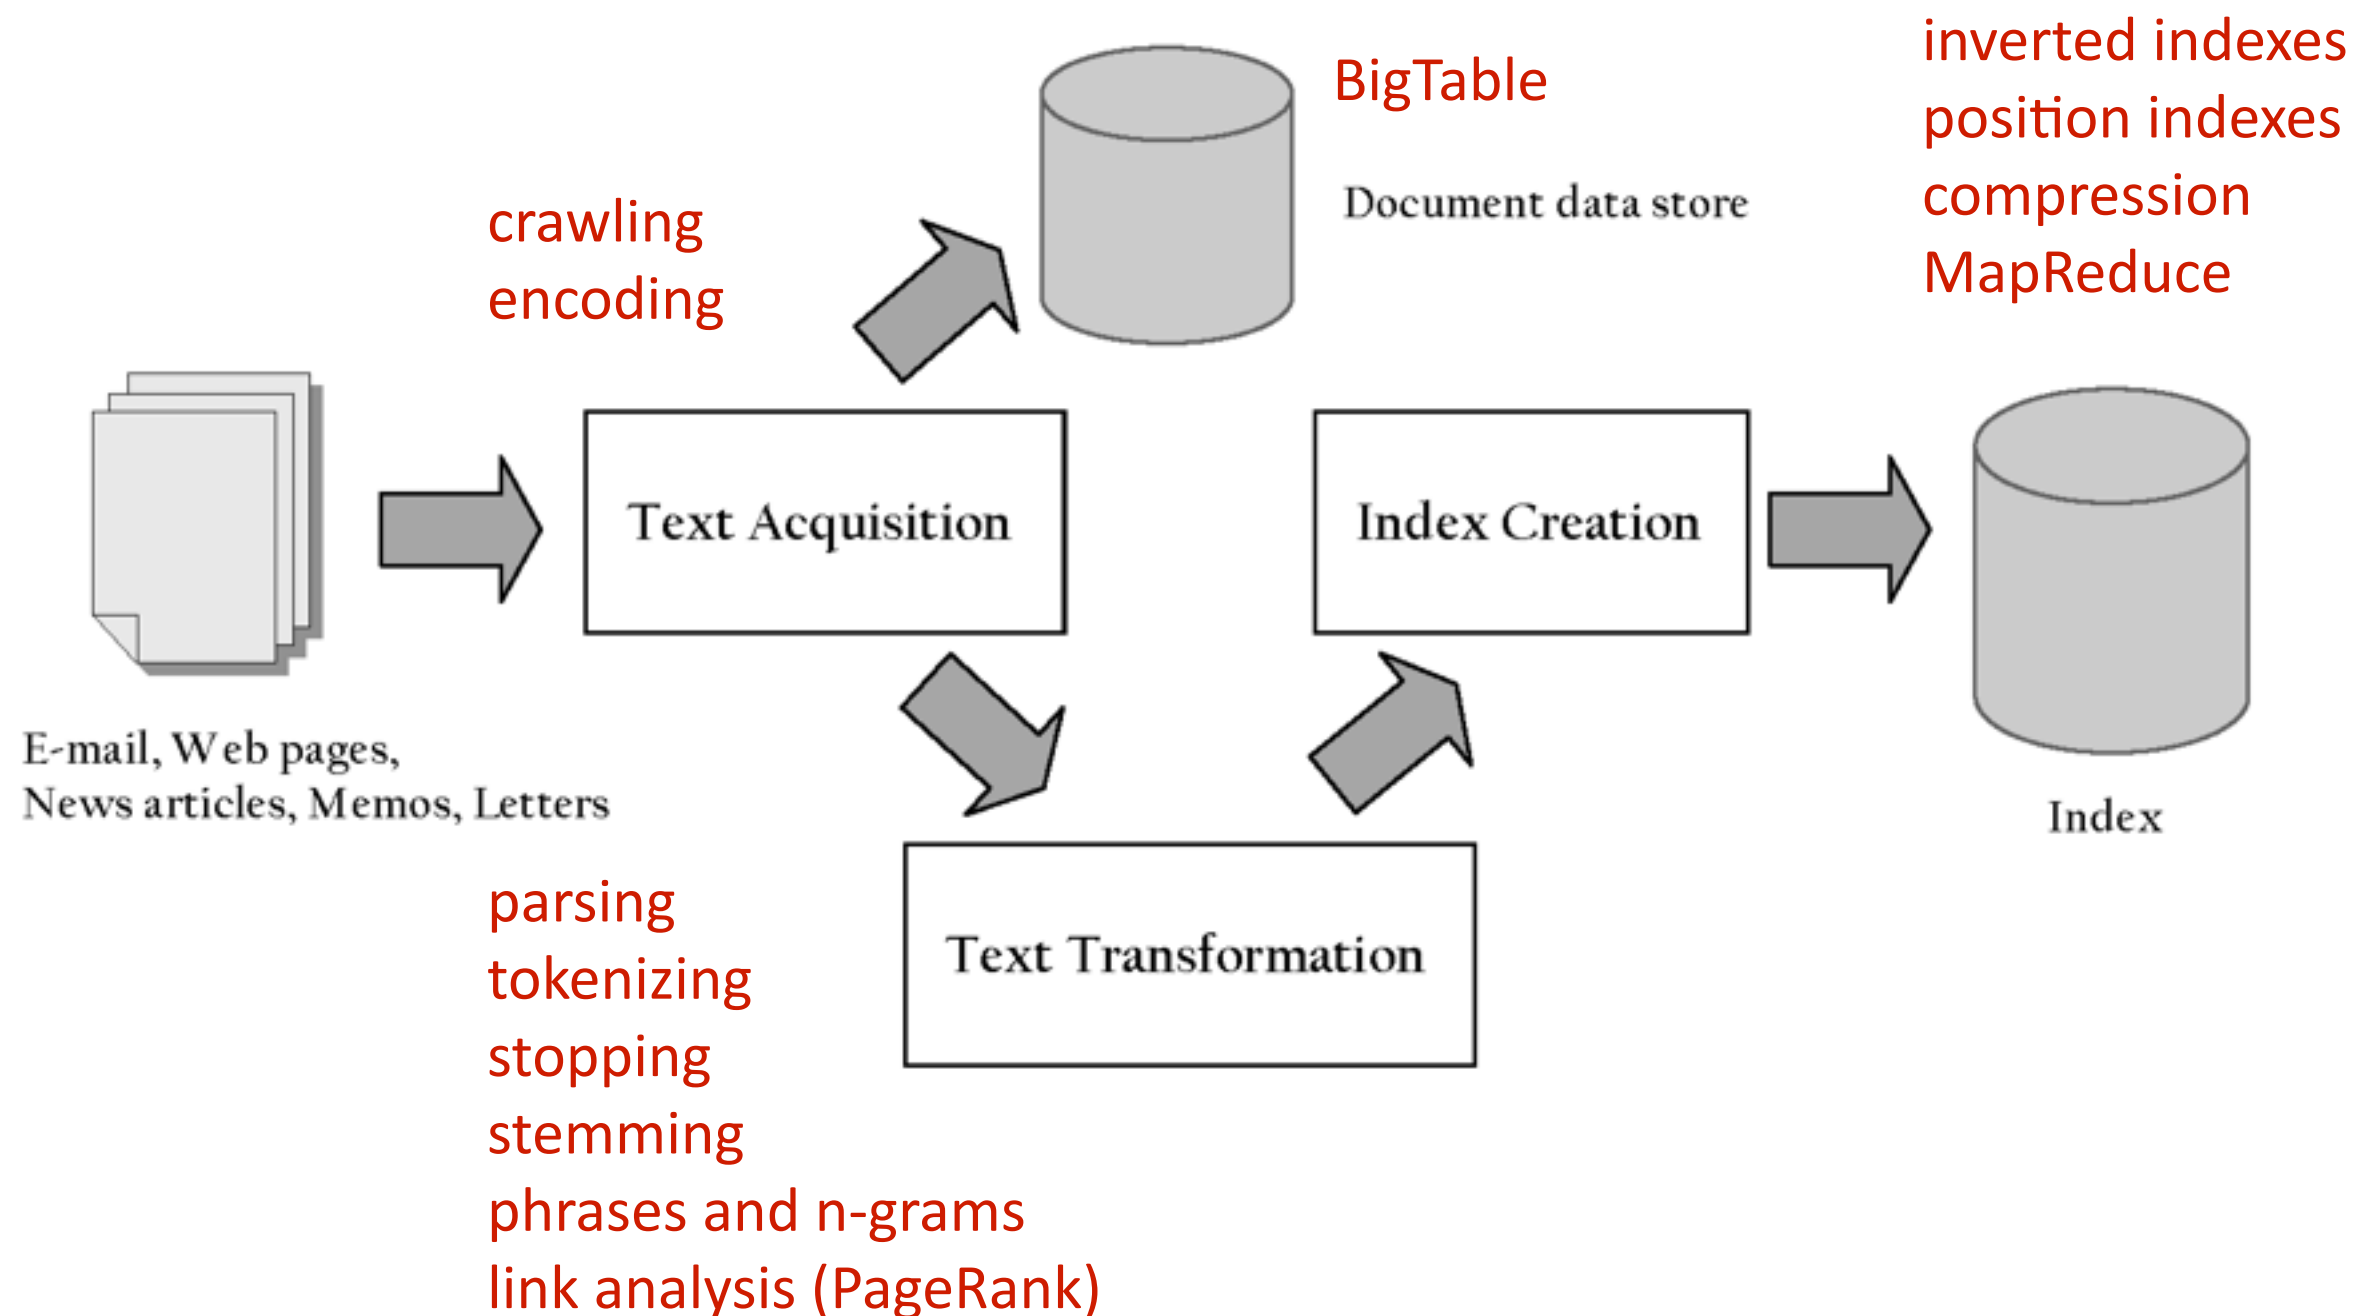 inverted indexes
position indexes
compression
MapReduce
BigTable
Document data store
crawling
encoding
Text Acquisition
Index Creation
E-mail, Web pages,
News articles, Memos, Letters
Index
Text Transformation
parsing
tokenizing
stopping
stemming
phrases and n-grams
link analysis (PageRank)